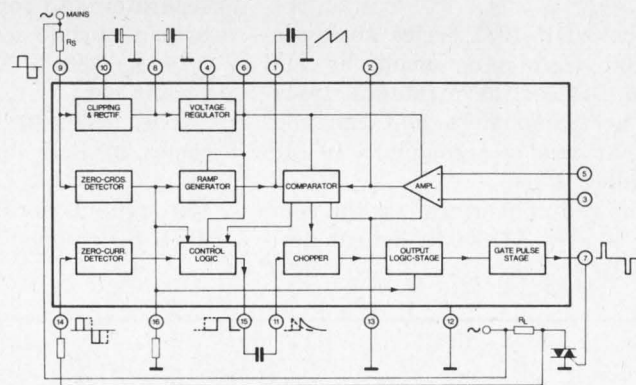 MAINS
RS
9
10
8
4
6
1
2
CLIPPING
& RECTIF.
VOLTAGE
REGULATOR
ZERO-CROS.
DETECTOR
RAMP
GENERATOR
COMPARATOR
AMPL.
5
3
ZERO-CURR.
DETECTOR
CONTROL
LOGIC
CHOPPER
OUTPUT
LOGIC-STAGE
GATE PULSE
STAGE
7
14
16
15
11
13
12
RL